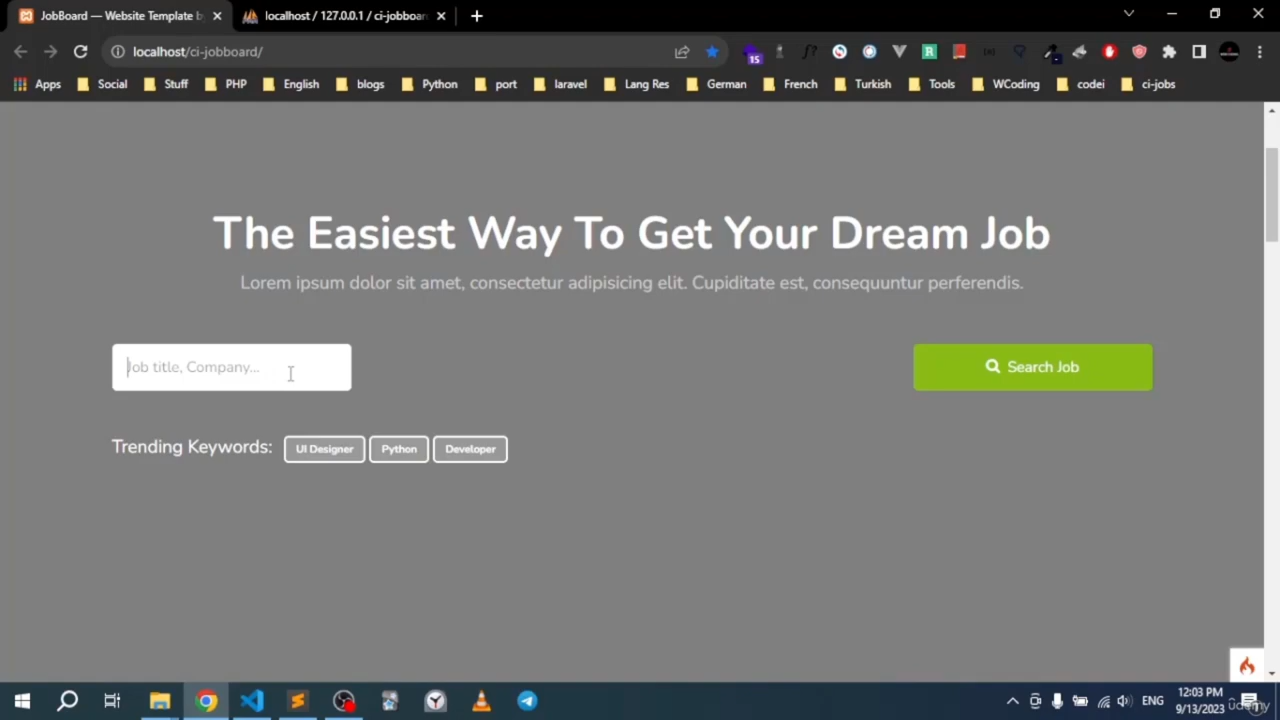 JobBoard — Website Template by
localhost / 127.0.0.1 / ci-jobboard
localhost/ci-jobboard/
15
Apps Social Stuff PHP English blogs Python port laravel Lang Res German French Turkish Tools WCoding codei ci-jobs
The Easiest Way To Get Your Dream Job
Lorem ipsum dolor sit amet, consectetur adipisicing elit. Cupiditate est, consequuntur perferendis.
Job title, Company...
Search Job
Trending Keywords: UI Designer Python Developer
ENG
12:03 PM
9/13/2023
udemy